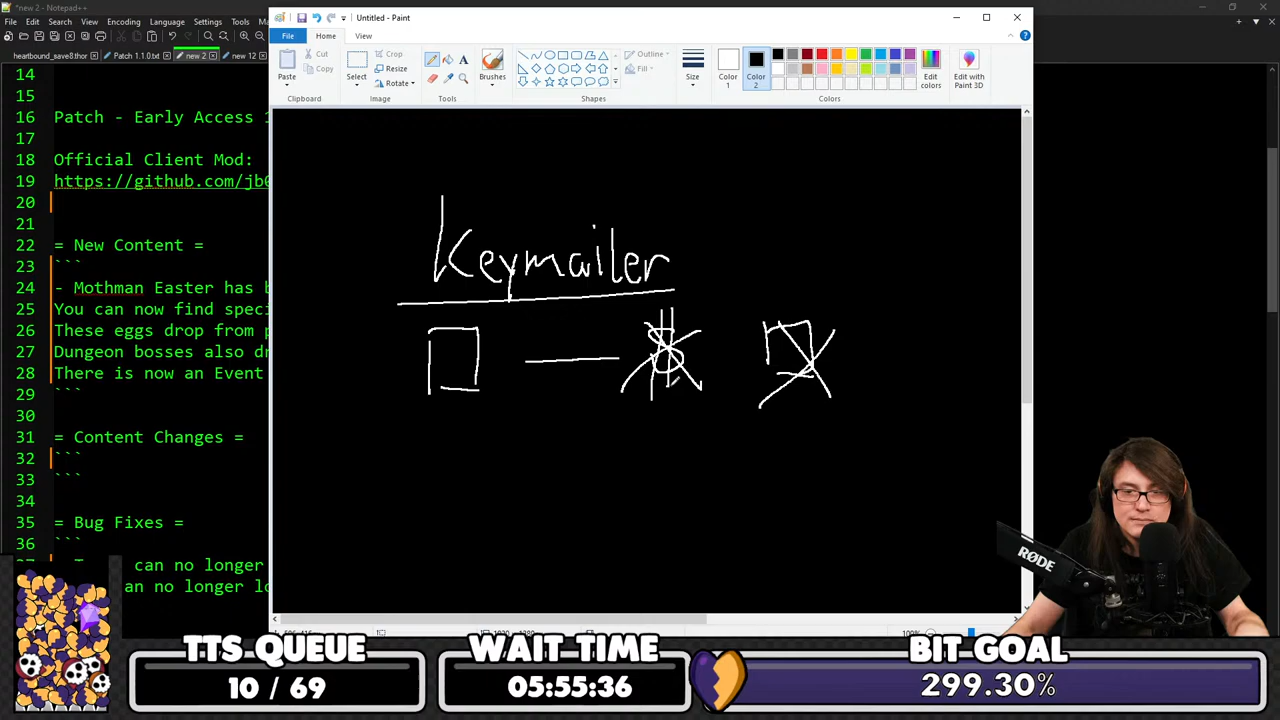 *new 2 - Notepad++
File Edit Search
Encoding Language Settings
heartbound_save8.thor
Patch 1.1.0.txt
new 2
new 12
14
15
16 Patch - Early Access
17
18 Official Client Mod:
19 https://github.com/jb
20
21
22 = New Content =
23 ```
24 - Mothman Easter has
25 You can now find speci
26 These eggs drop from
27 Dungeon bosses also
28 There is now an Event
29 ```
30
31 = Content Changes =
32 ```
33 ```
34
35 = Bug Fixes =
36 ```
can no longer
an no longer
Untitled - Paint
File Home View
Paste
Cut
Copy
Clipboard
Select
Crop
Resize
Rotate
Image
Tools
Brushes
Outline
Fill
Shapes
Size
Color 1
Color 2
Edit colors
Colors
Edit with Paint 3D
Keymailer
$
100%
RØDE
TTS QUEUE
10 / 69
WAIT TIME
05:55:36
BIT GOAL
299.30%